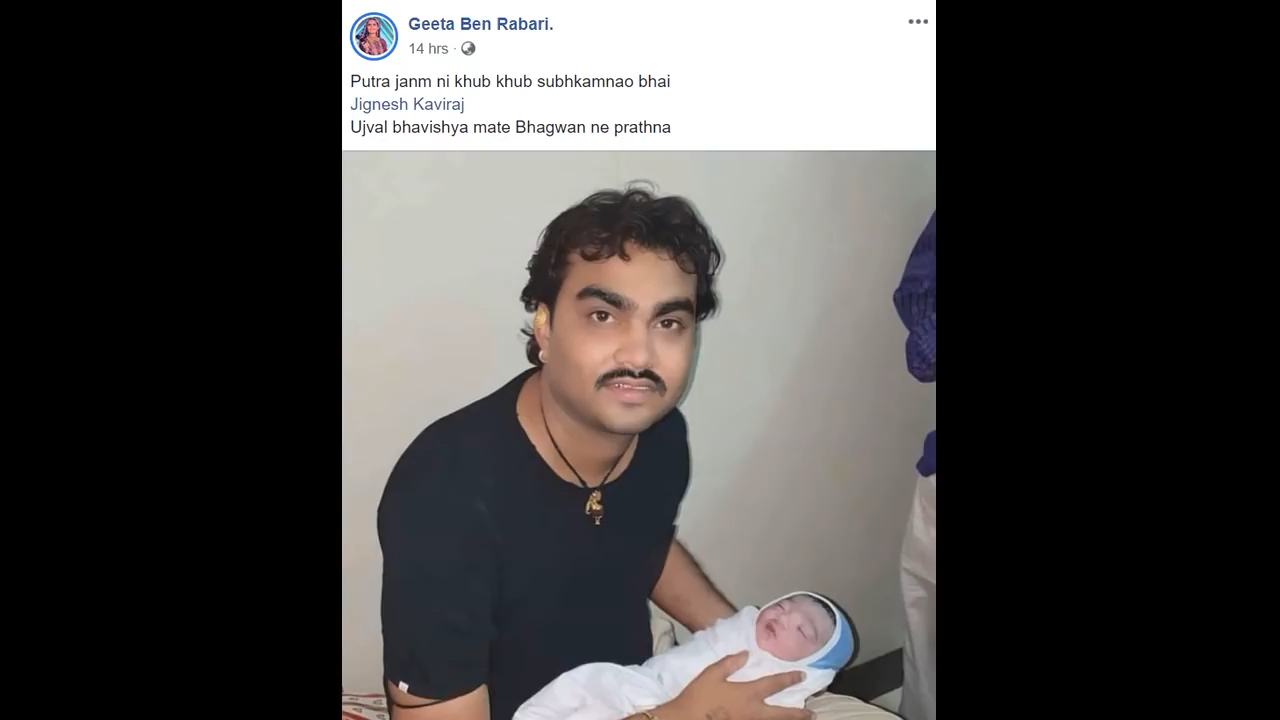 Geeta Ben Rabari.
14 hrs ·
Putra janm ni khub khub subhkamnao bhai
Jignesh Kaviraj
Ujval bhavishya mate Bhagwan ne prathna